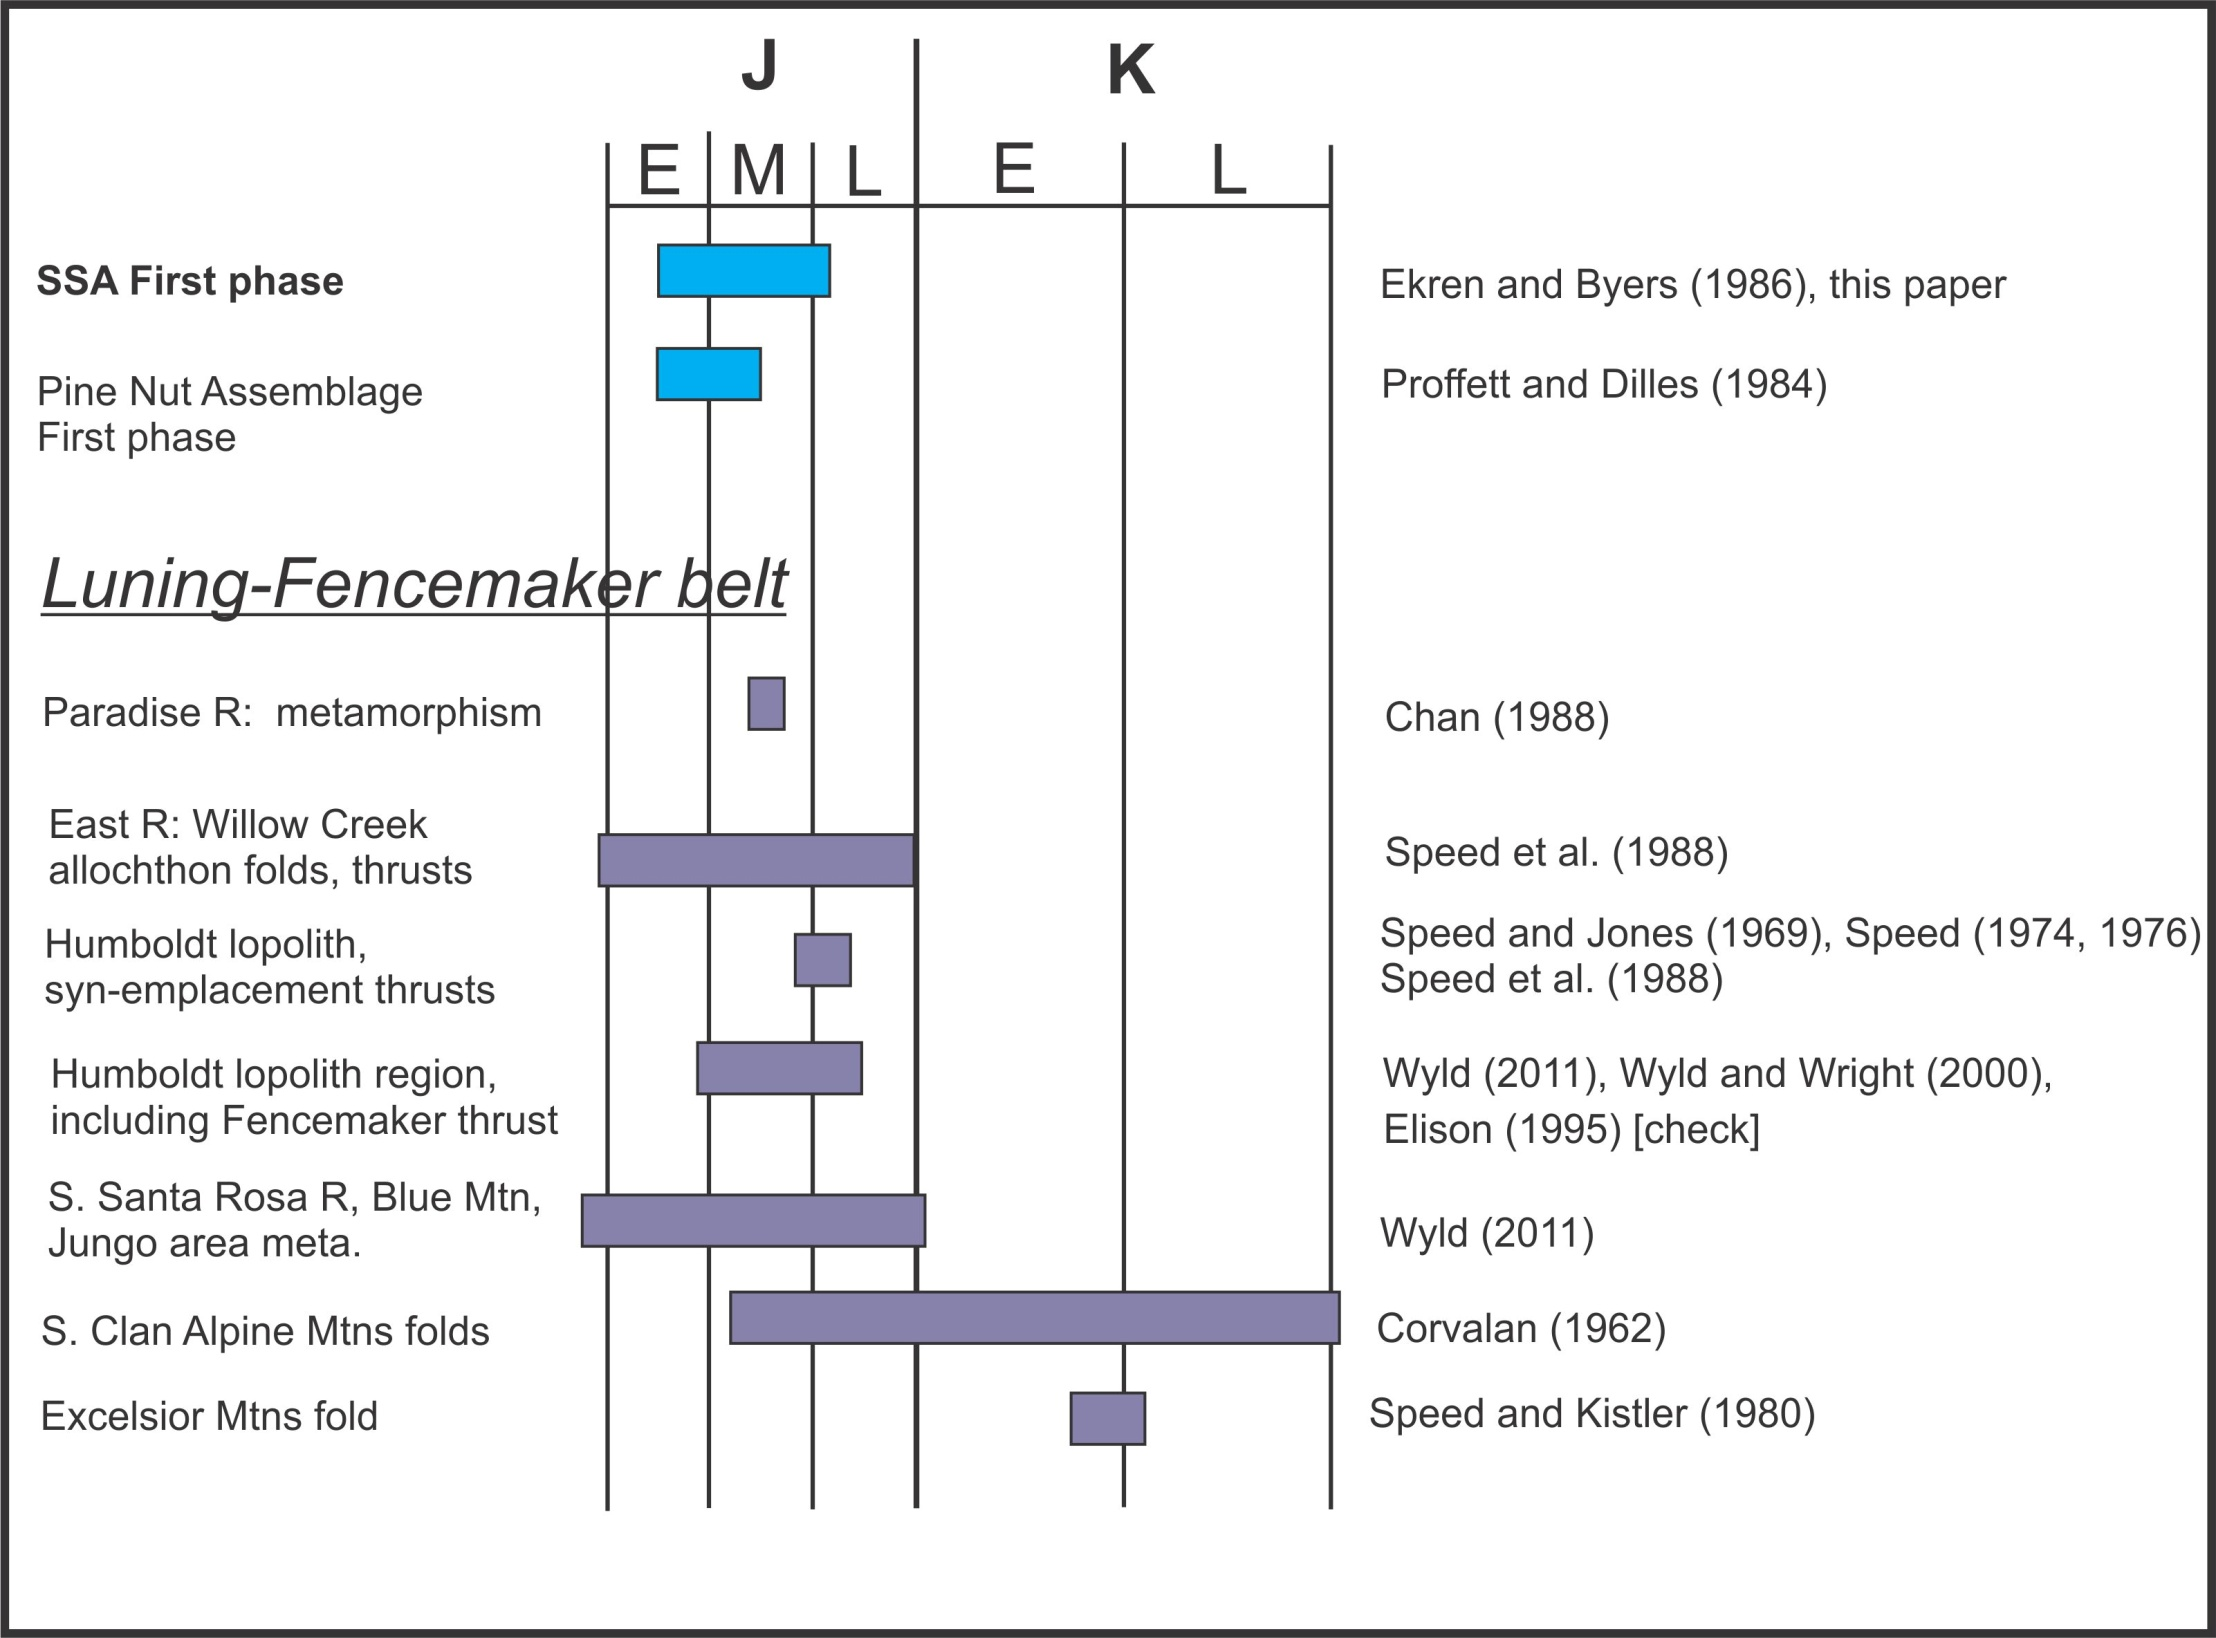 J K
E M L E L
SSA First phase
Ekren and Byers (1986), this paper
Pine Nut Assemblage
First phase
Proffett and Dilles (1984)
Luning-Fencemaker belt
Paradise R:  metamorphism
Chan (1988)
East R: Willow Creek
allochthon folds, thrusts
Speed et al. (1988)
Humboldt lopolith,
syn-emplacement thrusts
Speed and Jones (1969), Speed (1974, 1976)
Speed et al. (1988)
Humboldt lopolith region,
including Fencemaker thrust
Wyld (2011), Wyld and Wright (2000),
Elison (1995) [check]
S. Santa Rosa R, Blue Mtn,
Jungo area meta.
Wyld (2011)
S. Clan Alpine Mtns folds
Corvalan (1962)
Excelsior Mtns fold
Speed and Kistler (1980)